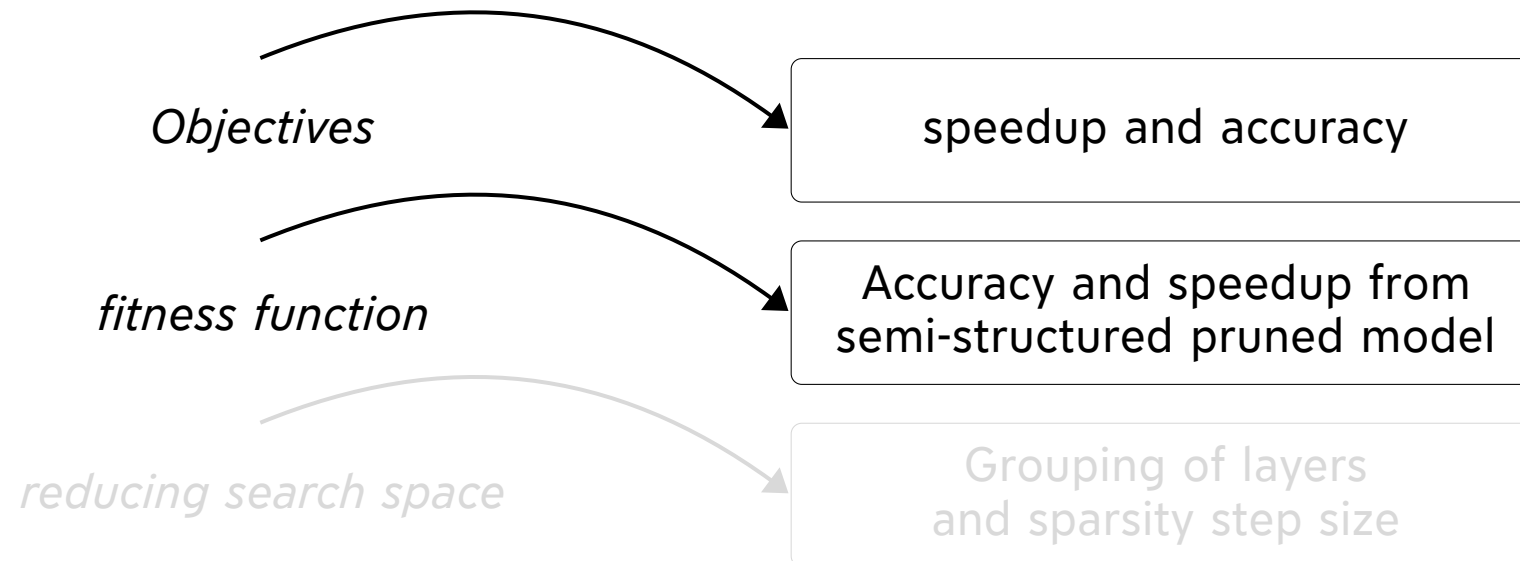 Objectives
speedup and accuracy
fitness function
Accuracy and speedup from
semi-structured pruned model
reducing search space
Grouping of layers
and sparsity step size